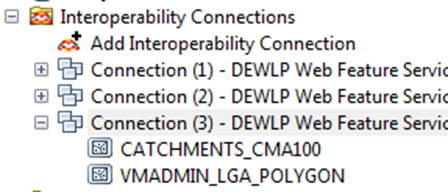 Interoperability Connections
Add Interoperability Connection
Connection (1) - DEWLP Web Feature Servic
Connection (2) - DEWLP Web Feature Servic
Connection (3) - DEWLP Web Feature Servic
CATCHMENTS_CMA100
VMADMIN_LGA_POLYGON